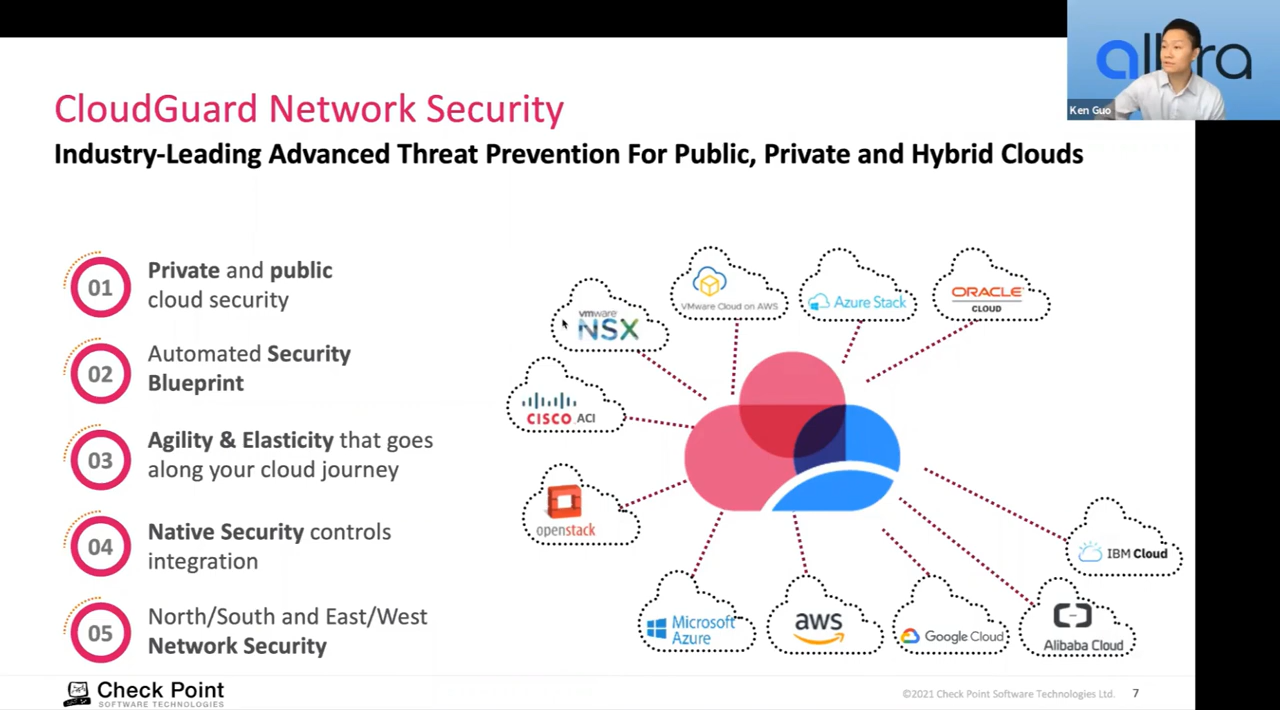 CloudGuard Network Security
Industry-Leading Advanced Threat Prevention For Public, Private and Hybrid Clouds
Ken Guo
01
Private and public
cloud security
02
Automated Security
Blueprint
03
Agility & Elasticity that goes
along your cloud journey
04
Native Security controls
integration
05
North/South and East/West
Network Security
vmware
NSX
VMware Cloud on AWS
Azure Stack
ORACLE
CLOUD
CISCO ACI
openstack
IBM Cloud
Microsoft
Azure
aws
Google Cloud
Alibaba Cloud
Check Point
SOFTWARE TECHNOLOGIES
©2021 Check Point Software Technologies Ltd.
7